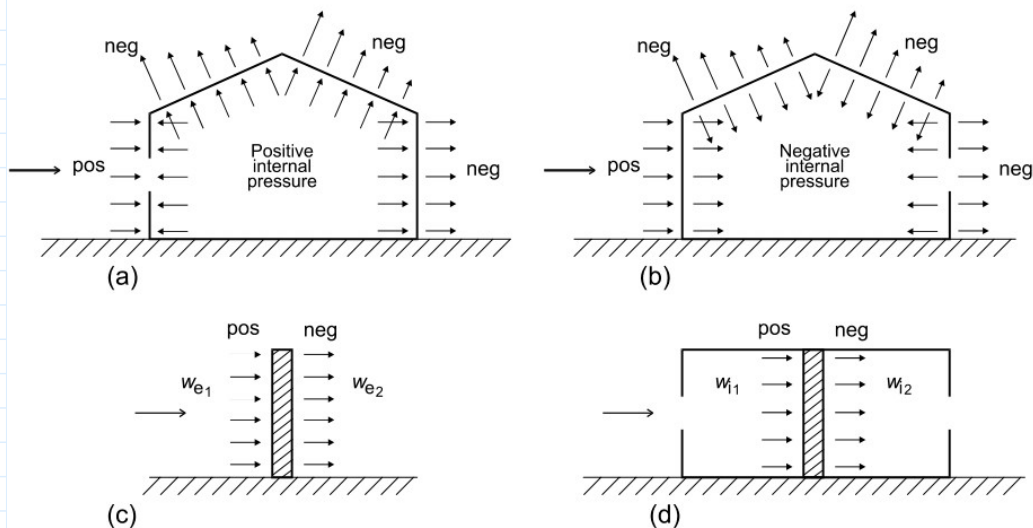 neg
neg
pos
Positive
internal
pressure
neg
(a)
neg
neg
pos
Negative
internal
pressure
neg
(b)
pos
neg
we1
we2
(c)
pos
neg
wi1
wi2
(d)